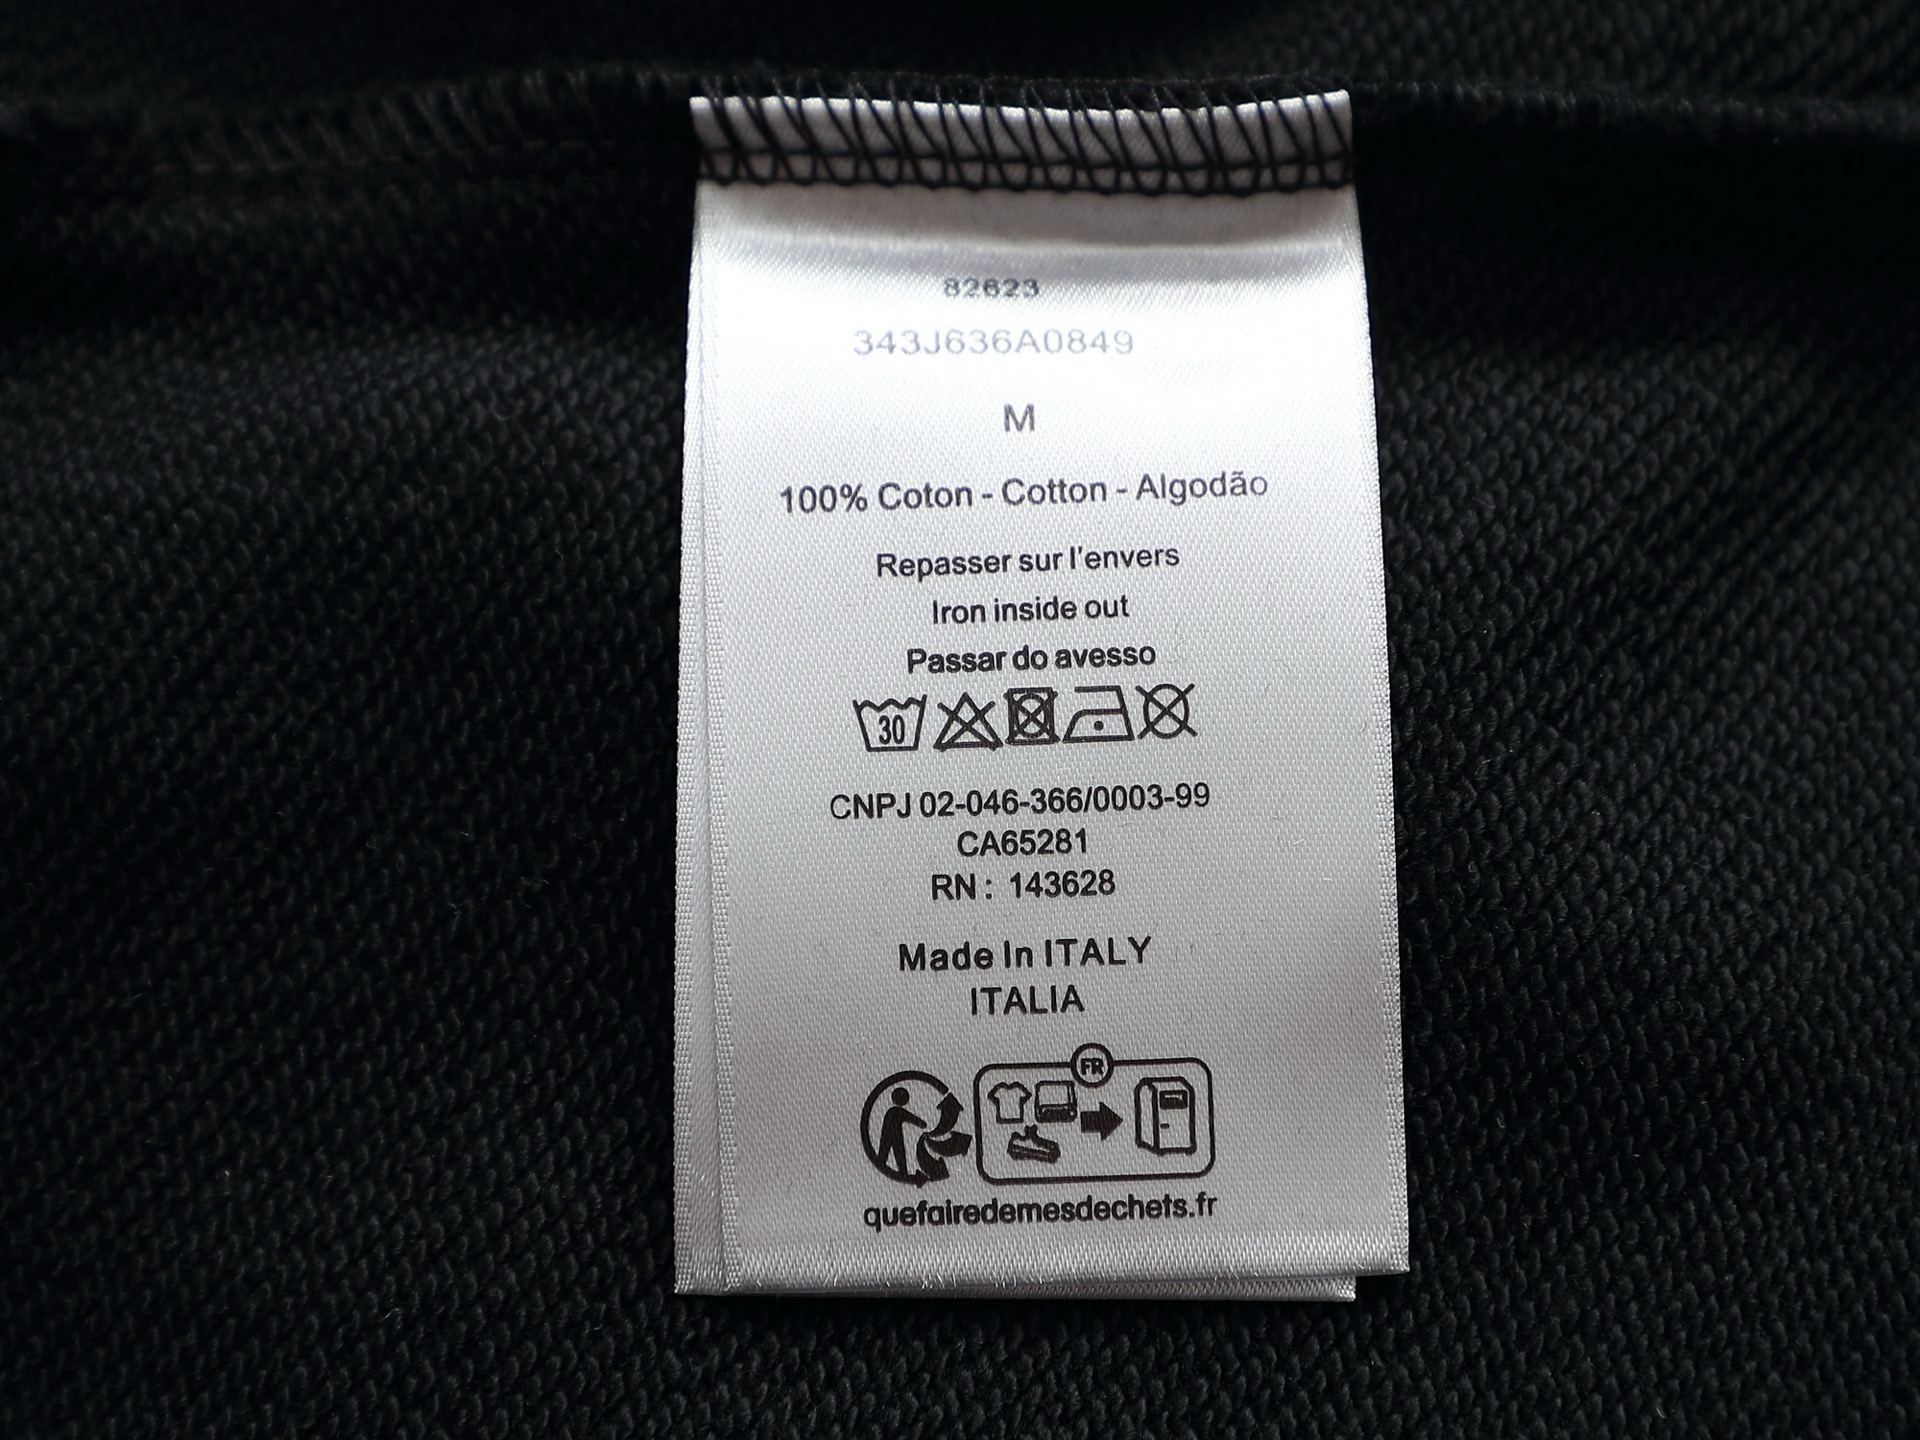 82623
343J636A0849
M
100% Coton - Cotton - Algodão
Repasser sur l'envers
Iron inside out
Passar do avesso
30
CNPJ 02-046-366/0003-99
CA65281
RN : 143628
Made In ITALY
ITALIA
FR
quefairedemesdechets.fr